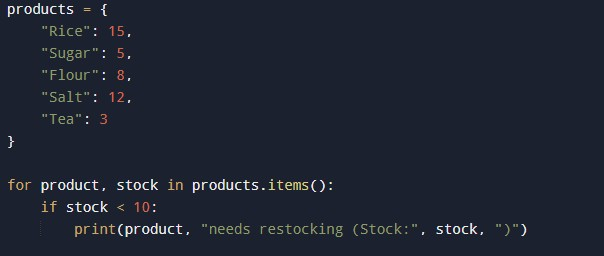 products = {
    "Rice": 15,
    "Sugar": 5,
    "Flour": 8,
    "Salt": 12,
    "Tea": 3
}

for product, stock in products.items():
    if stock < 10:
        print(product, "needs restocking (Stock:", stock, ")")